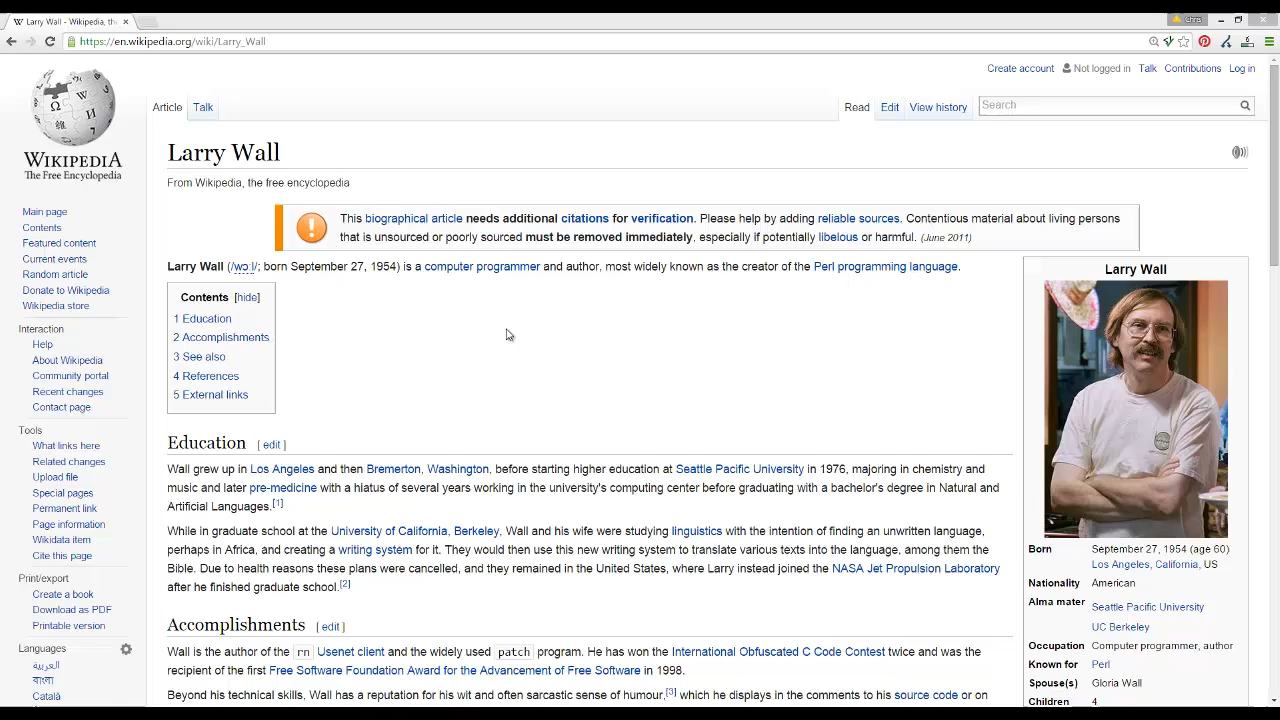 Larry Wall - Wikipedia, the
Chris
https://en.wikipedia.org/wiki/Larry_Wall
Create account Not logged in Talk Contributions Log in
Article Talk Read Edit View history Search
WIKIPEDIA
The Free Encyclopedia
Main page
Contents
Featured content
Current events
Random article
Donate to Wikipedia
Wikipedia store
Interaction
Help
About Wikipedia
Community portal
Recent changes
Contact page
Tools
What links here
Related changes
Upload file
Special pages
Permanent link
Page information
Wikidata item
Cite this page
Print/export
Create a book
Download as PDF
Printable version
Languages
العربية
বাংলা
Català
Larry Wall
From Wikipedia, the free encyclopedia
This biographical article needs additional citations for verification. Please help by adding reliable sources. Contentious material about living persons
that is unsourced or poorly sourced must be removed immediately, especially if potentially libelous or harmful. (June 2011)
Larry Wall (/wɔːl/; born September 27, 1954) is a computer programmer and author, most widely known as the creator of the Perl programming language.
Contents [hide]
1 Education
2 Accomplishments
3 See also
4 References
5 External links
Education [ edit ]
Wall grew up in Los Angeles and then Bremerton, Washington, before starting higher education at Seattle Pacific University in 1976, majoring in chemistry and
music and later pre-medicine with a hiatus of several years working in the university's computing center before graduating with a bachelor's degree in Natural and
Artificial Languages.[1]
While in graduate school at the University of California, Berkeley, Wall and his wife were studying linguistics with the intention of finding an unwritten language,
perhaps in Africa, and creating a writing system for it. They would then use this new writing system to translate various texts into the language, among them the
Bible. Due to health reasons these plans were cancelled, and they remained in the United States, where Larry instead joined the NASA Jet Propulsion Laboratory
after he finished graduate school.[2]
Accomplishments [ edit ]
Wall is the author of the rn Usenet client and the widely used patch program. He has won the International Obfuscated C Code Contest twice and was the
recipient of the first Free Software Foundation Award for the Advancement of Free Software in 1998.
Beyond his technical skills, Wall has a reputation for his wit and often sarcastic sense of humour,[3] which he displays in the comments to his source code or on
Larry Wall
Born September 27, 1954 (age 60)
Los Angeles, California, US
Nationality American
Alma mater Seattle Pacific University
UC Berkeley
Occupation Computer programmer, author
Known for Perl
Spouse(s) Gloria Wall
Children 4